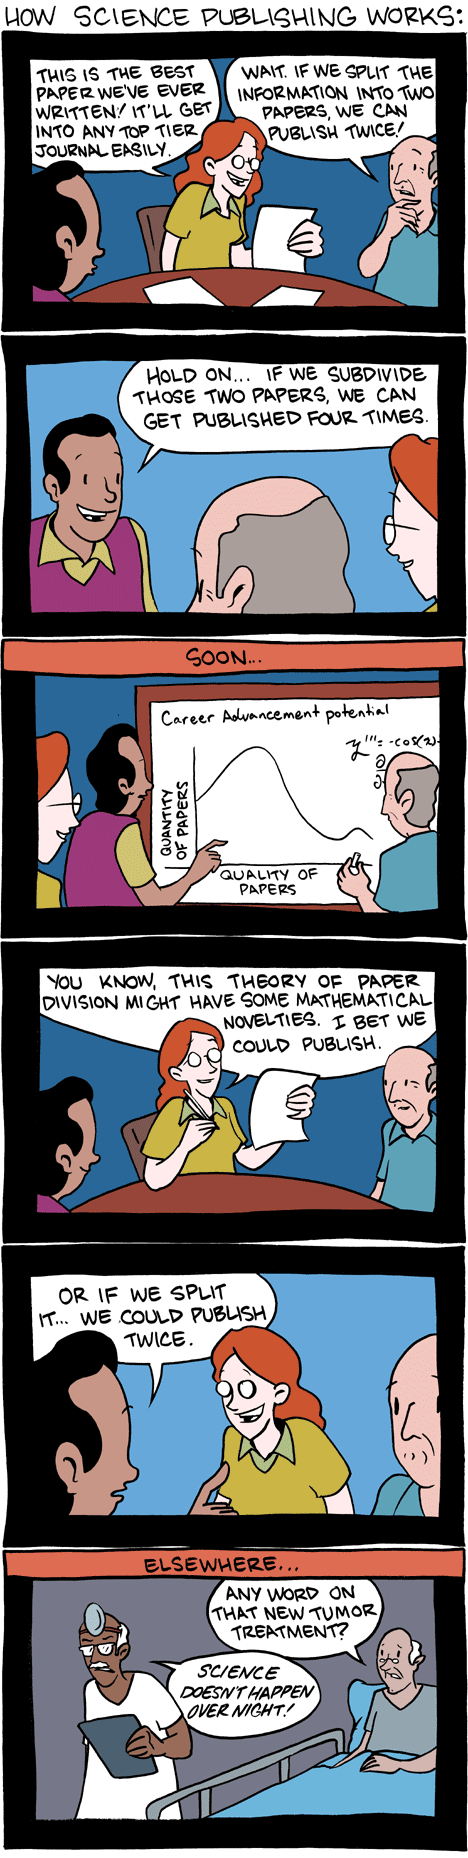 HOW SCIENCE PUBLISHING WORKS:
THIS IS THE BEST
PAPER WE'VE EVER
WRITTEN! IT'LL GET
INTO ANY TOP TIER
JOURNAL EASILY.
WAIT. IF WE SPLIT THE
INFORMATION INTO TWO
PAPERS, WE CAN
PUBLISH TWICE!
HOLD ON... IF WE SUBDIVIDE
THOSE TWO PAPERS, WE CAN
GET PUBLISHED FOUR TIMES.
SOON...
Career Advancement potential
y'''= -cos(2)-
QUANTITY
OF PAPERS
QUALITY OF
PAPERS
YOU KNOW, THIS THEORY OF PAPER
DIVISION MIGHT HAVE SOME MATHEMATICAL
NOVELTIES. I BET WE
COULD PUBLISH.
OR IF WE SPLIT
IT... WE COULD PUBLISH
TWICE.
ELSEWHERE...
ANY WORD ON
THAT NEW TUMOR
TREATMENT?
SCIENCE
DOESN'T HAPPEN
OVER NIGHT!